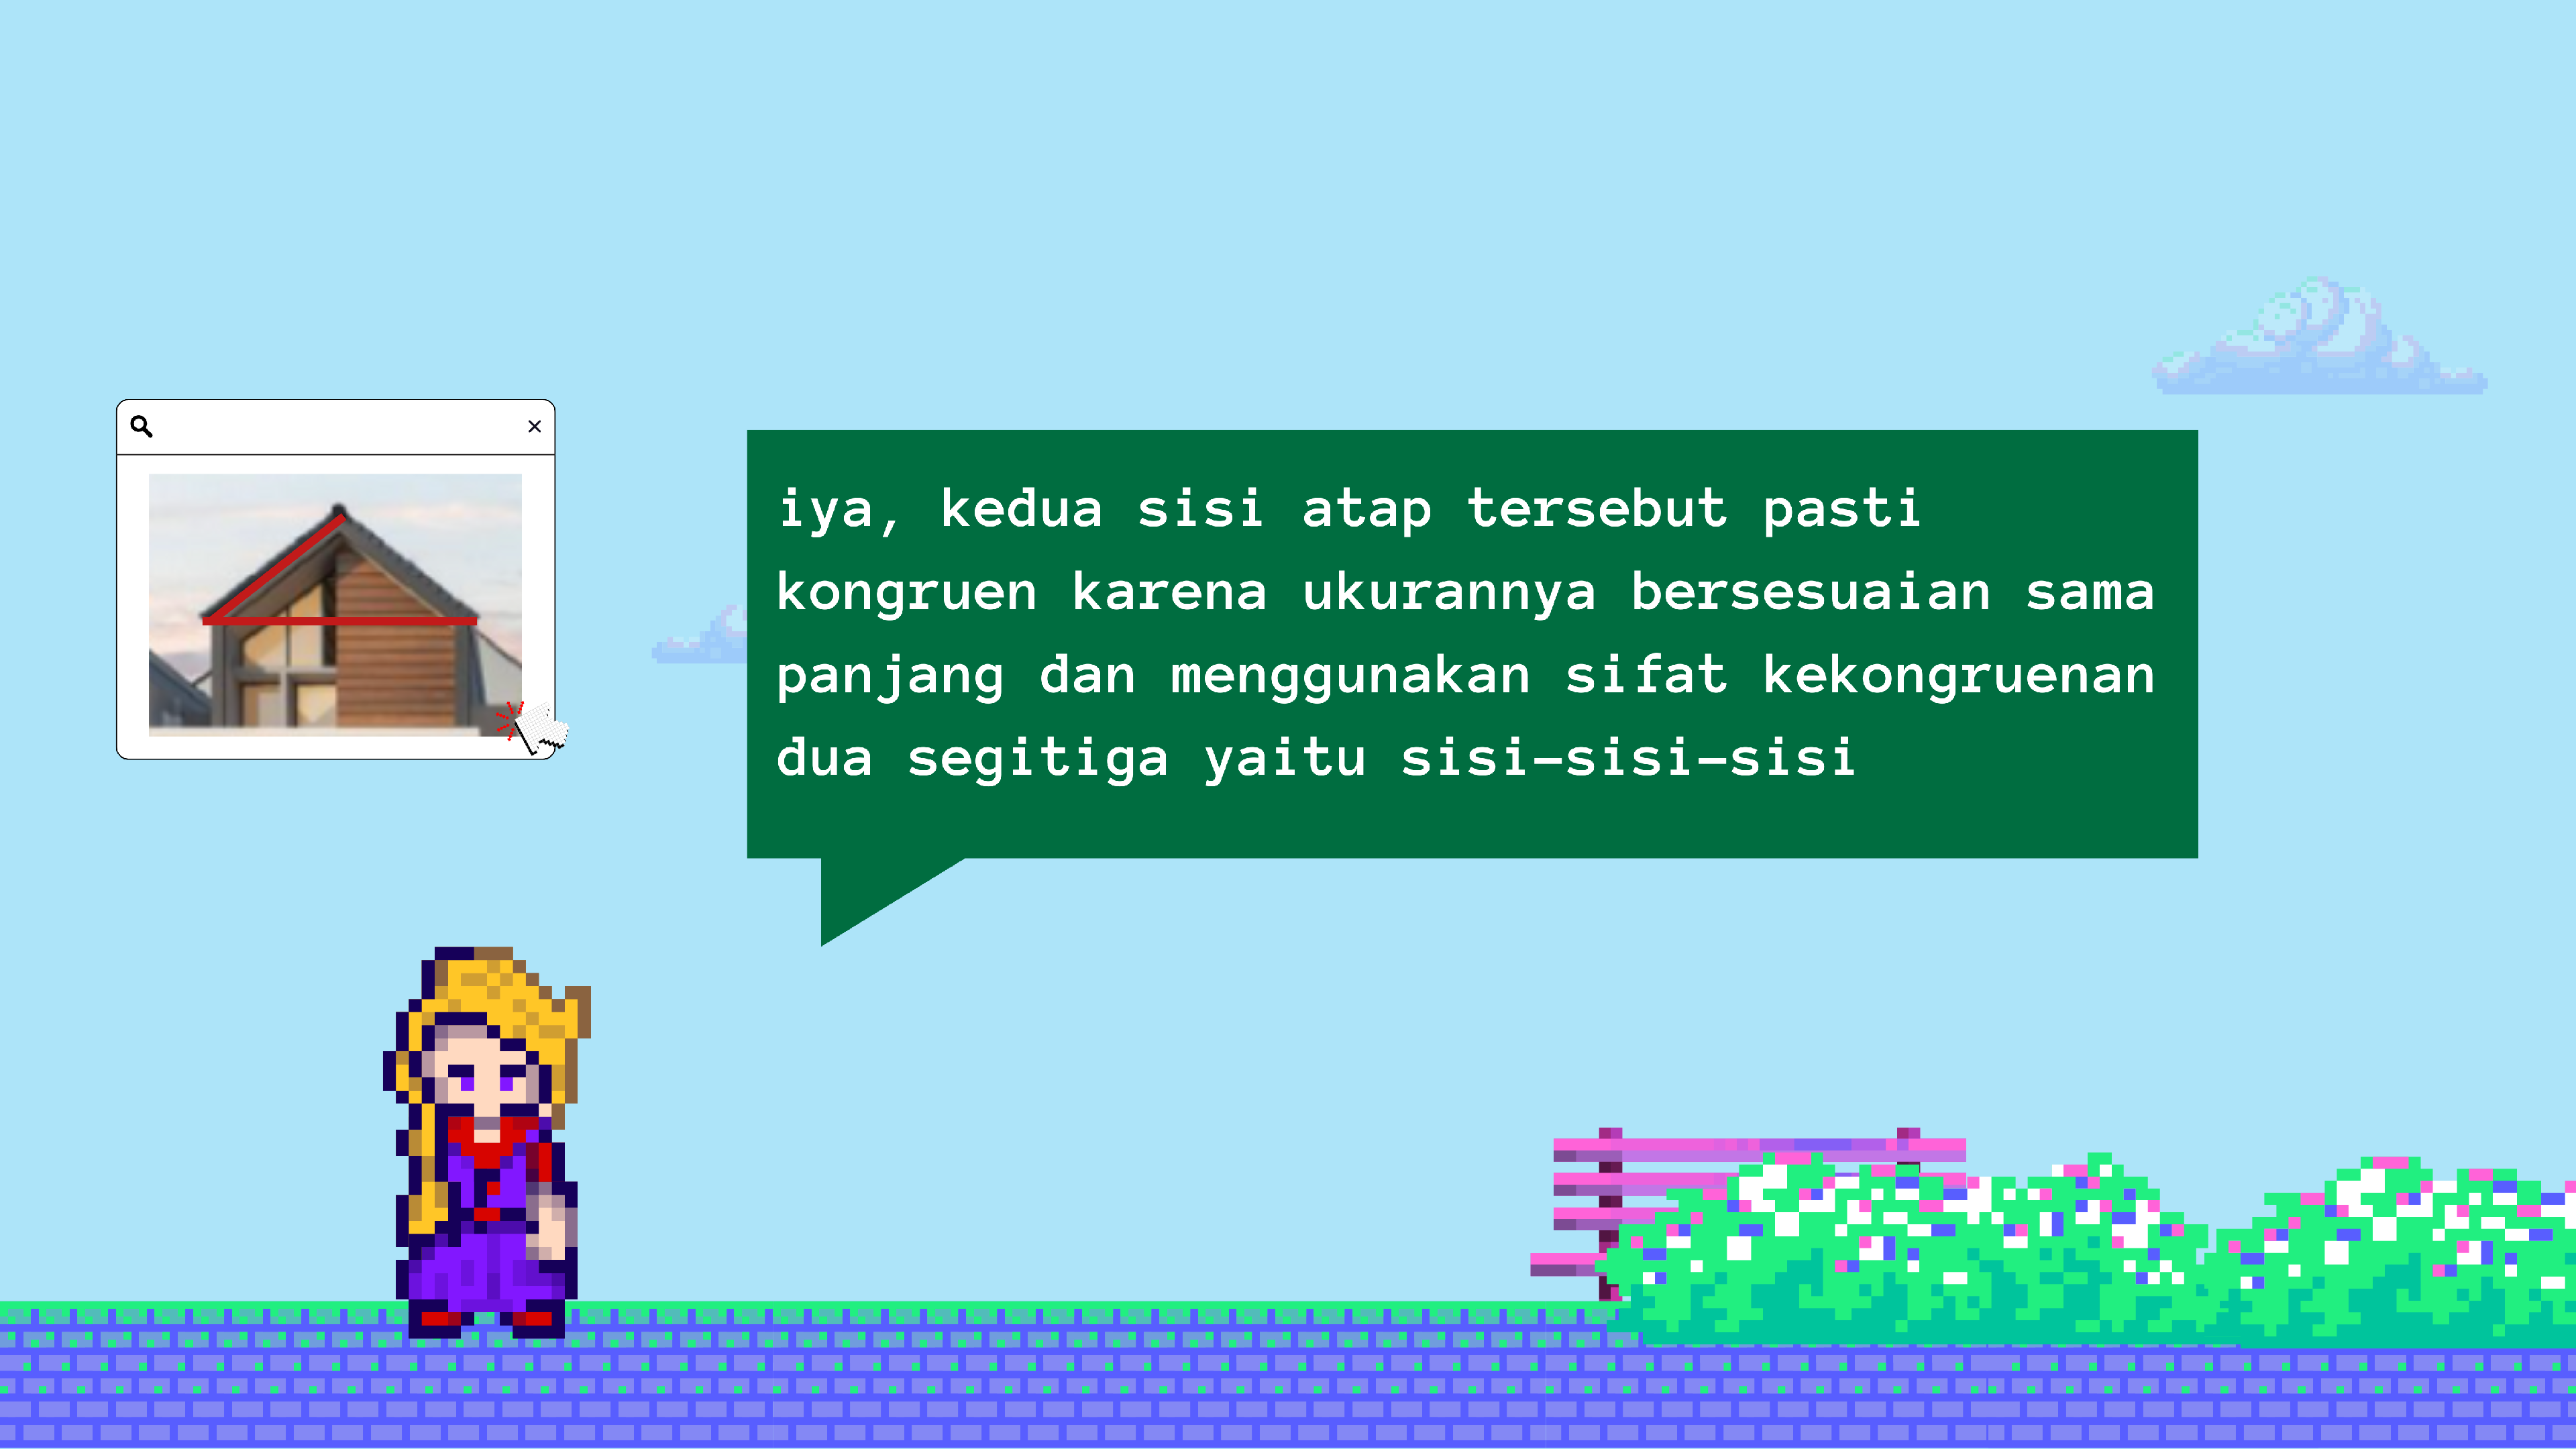 iya, kedua sisi atap tersebut pasti
kongruen karena ukurannya bersesuaian sama
panjang dan menggunakan sifat kekongruenan
dua segitiga yaitu sisi-sisi-sisi